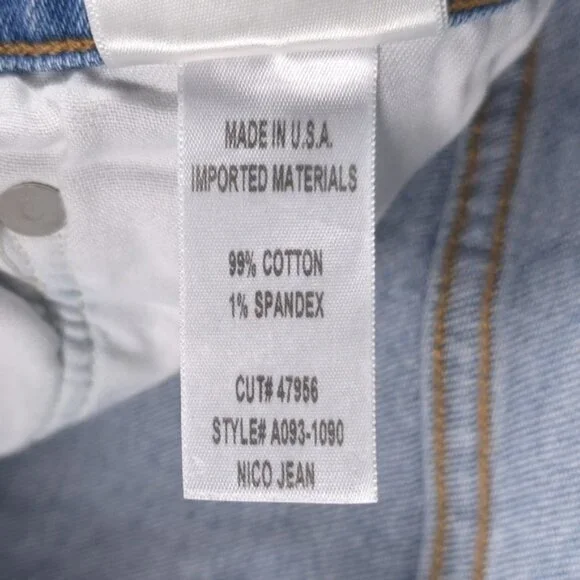 MADE IN U.S.A.
IMPORTED MATERIALS
99% COTTON
1% SPANDEX
CUT# 47956
STYLE# A093-1090
NICO JEAN